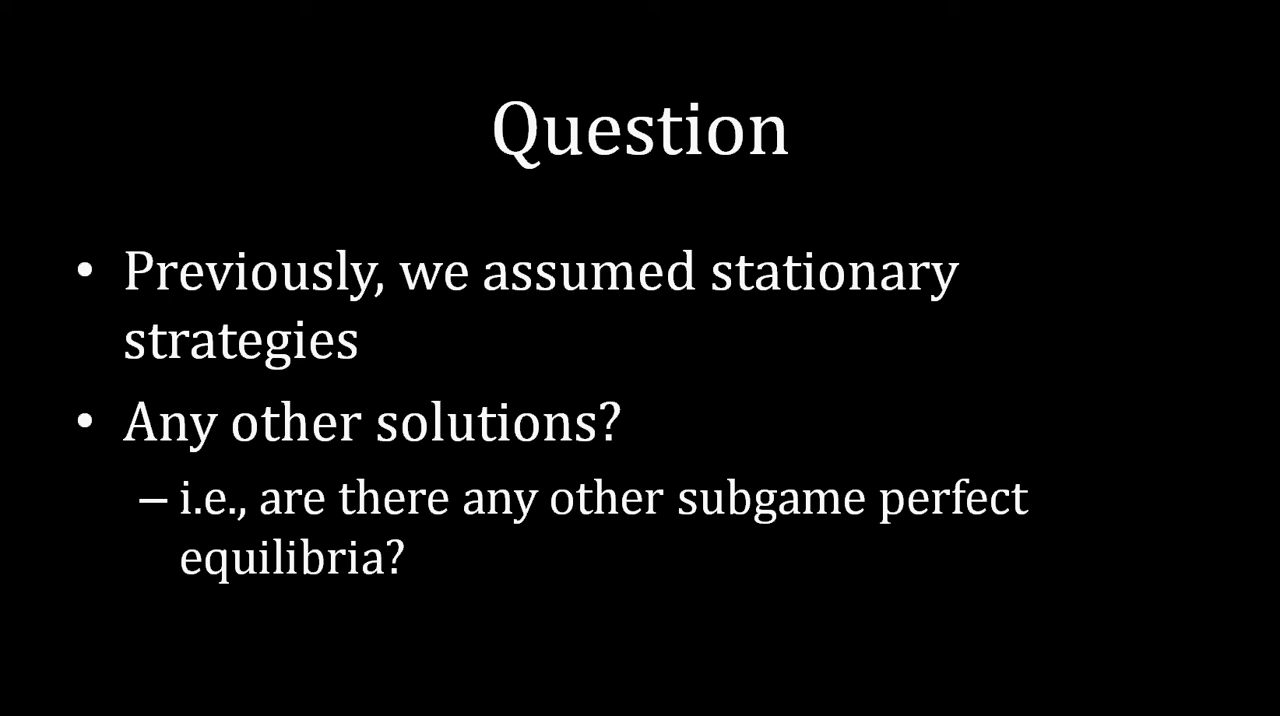 Question
• Previously, we assumed stationary
strategies
• Any other solutions?
– i.e., are there any other subgame perfect
equilibria?